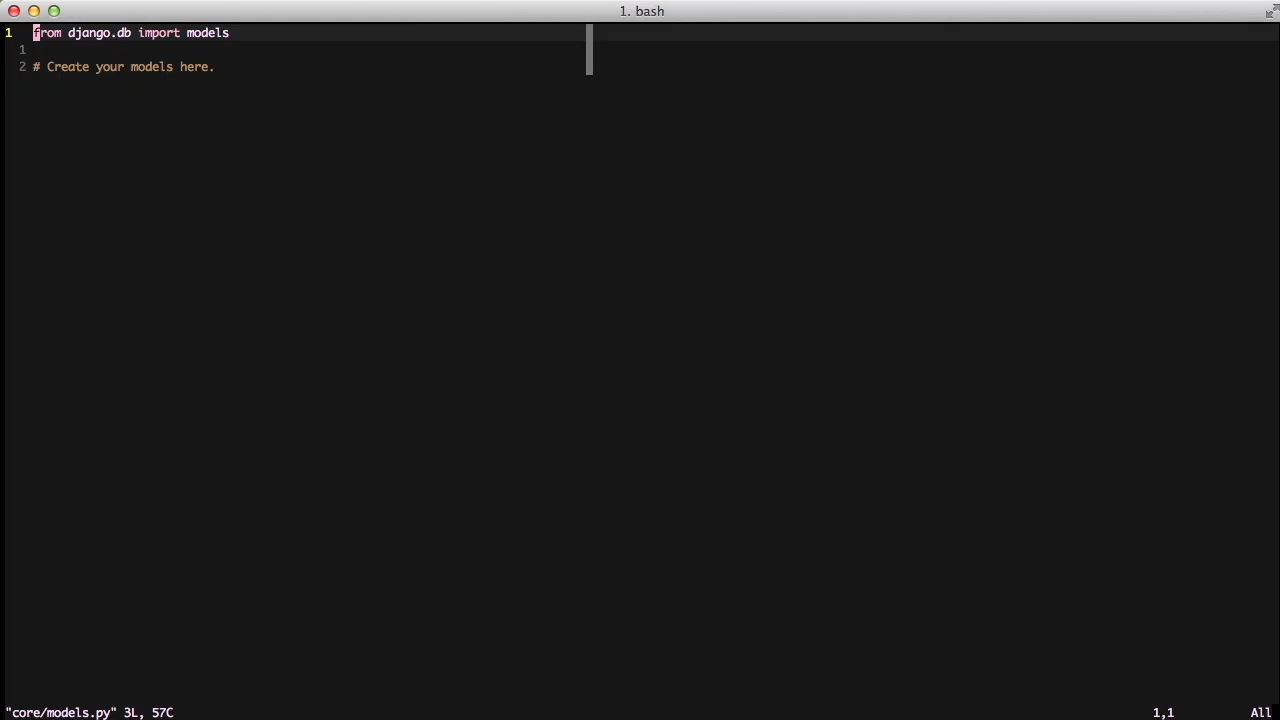 1. bash
1 from django.db import models
1
2 # Create your models here.
"core/models.py" 3L, 57C 1,1 All